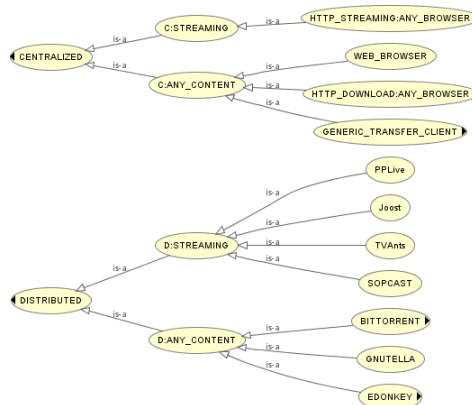 HTTP_STREAMING:ANY_BROWSER
C:STREAMING
is-a
is-a
CENTRALIZED
WEB_BROWSER
is-a
is-a
C:ANY_CONTENT
is-a
HTTP_DOWNLOAD:ANY_BROWSER
is-a
GENERIC_TRANSFER_CLIENT
PPLive
is-a
Joost
is-a
D:STREAMING
is-a
TVAnts
is-a
is-a
SOPCAST
DISTRIBUTED
is-a
BITTORRENT
is-a
D:ANY_CONTENT
is-a
GNUTELLA
is-a
EDONKEY